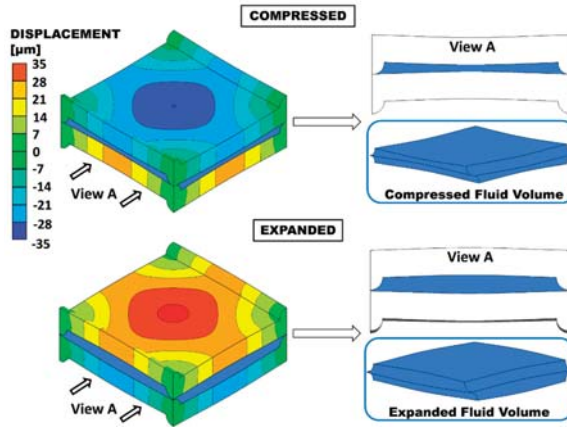 COMPRESSED
DISPLACEMENT
[µm]
35
28
21
14
7
0
-7
-14
-21
-28
-35
View A
View A
Compressed Fluid Volume
EXPANDED
View A
View A
Expanded Fluid Volume